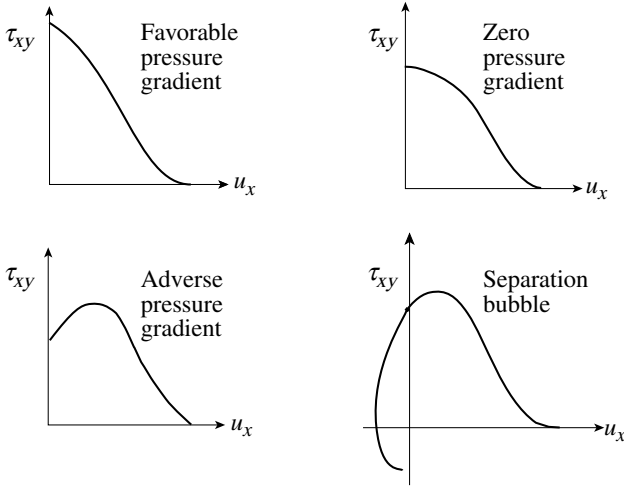 τxy
Favorable
pressure
gradient
ux
τxy
Zero
pressure
gradient
ux
τxy
Adverse
pressure
gradient
ux
τxy
Separation
bubble
ux